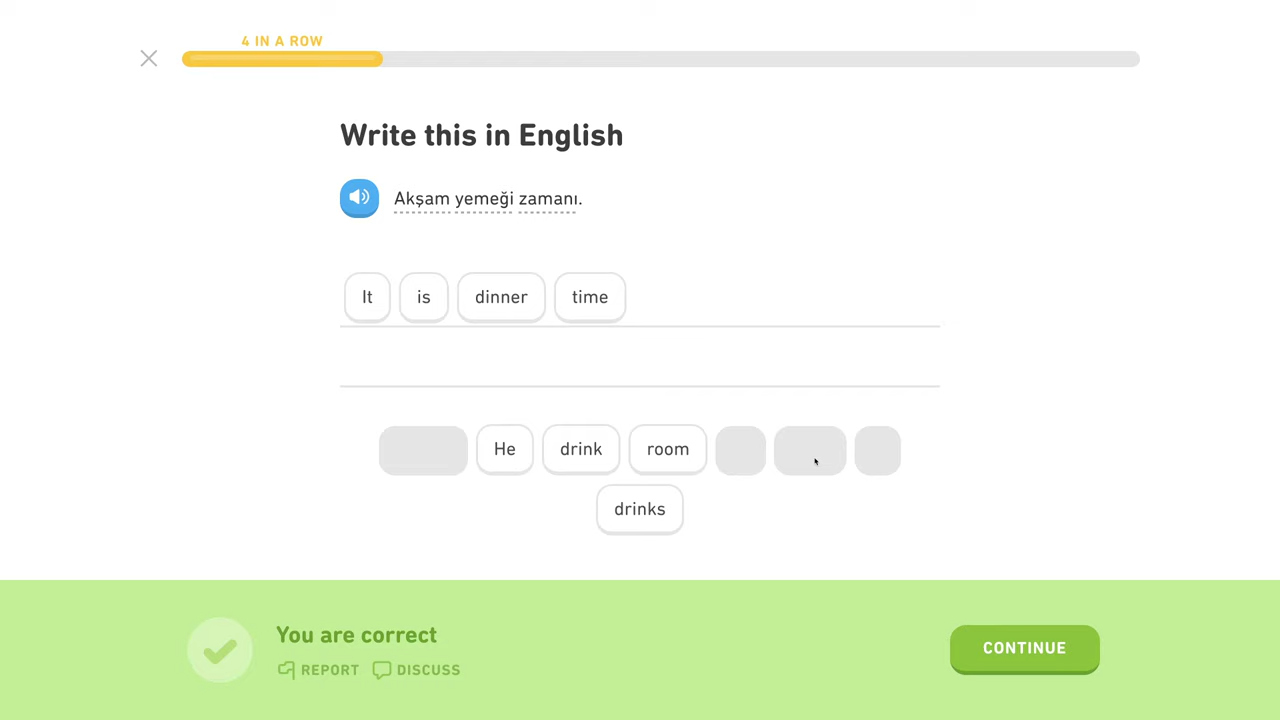 4 IN A ROW
Write this in English
Akşam yemeği zamanı.
It is dinner time
He drink room
drinks
You are correct
REPORT DISCUSS
CONTINUE